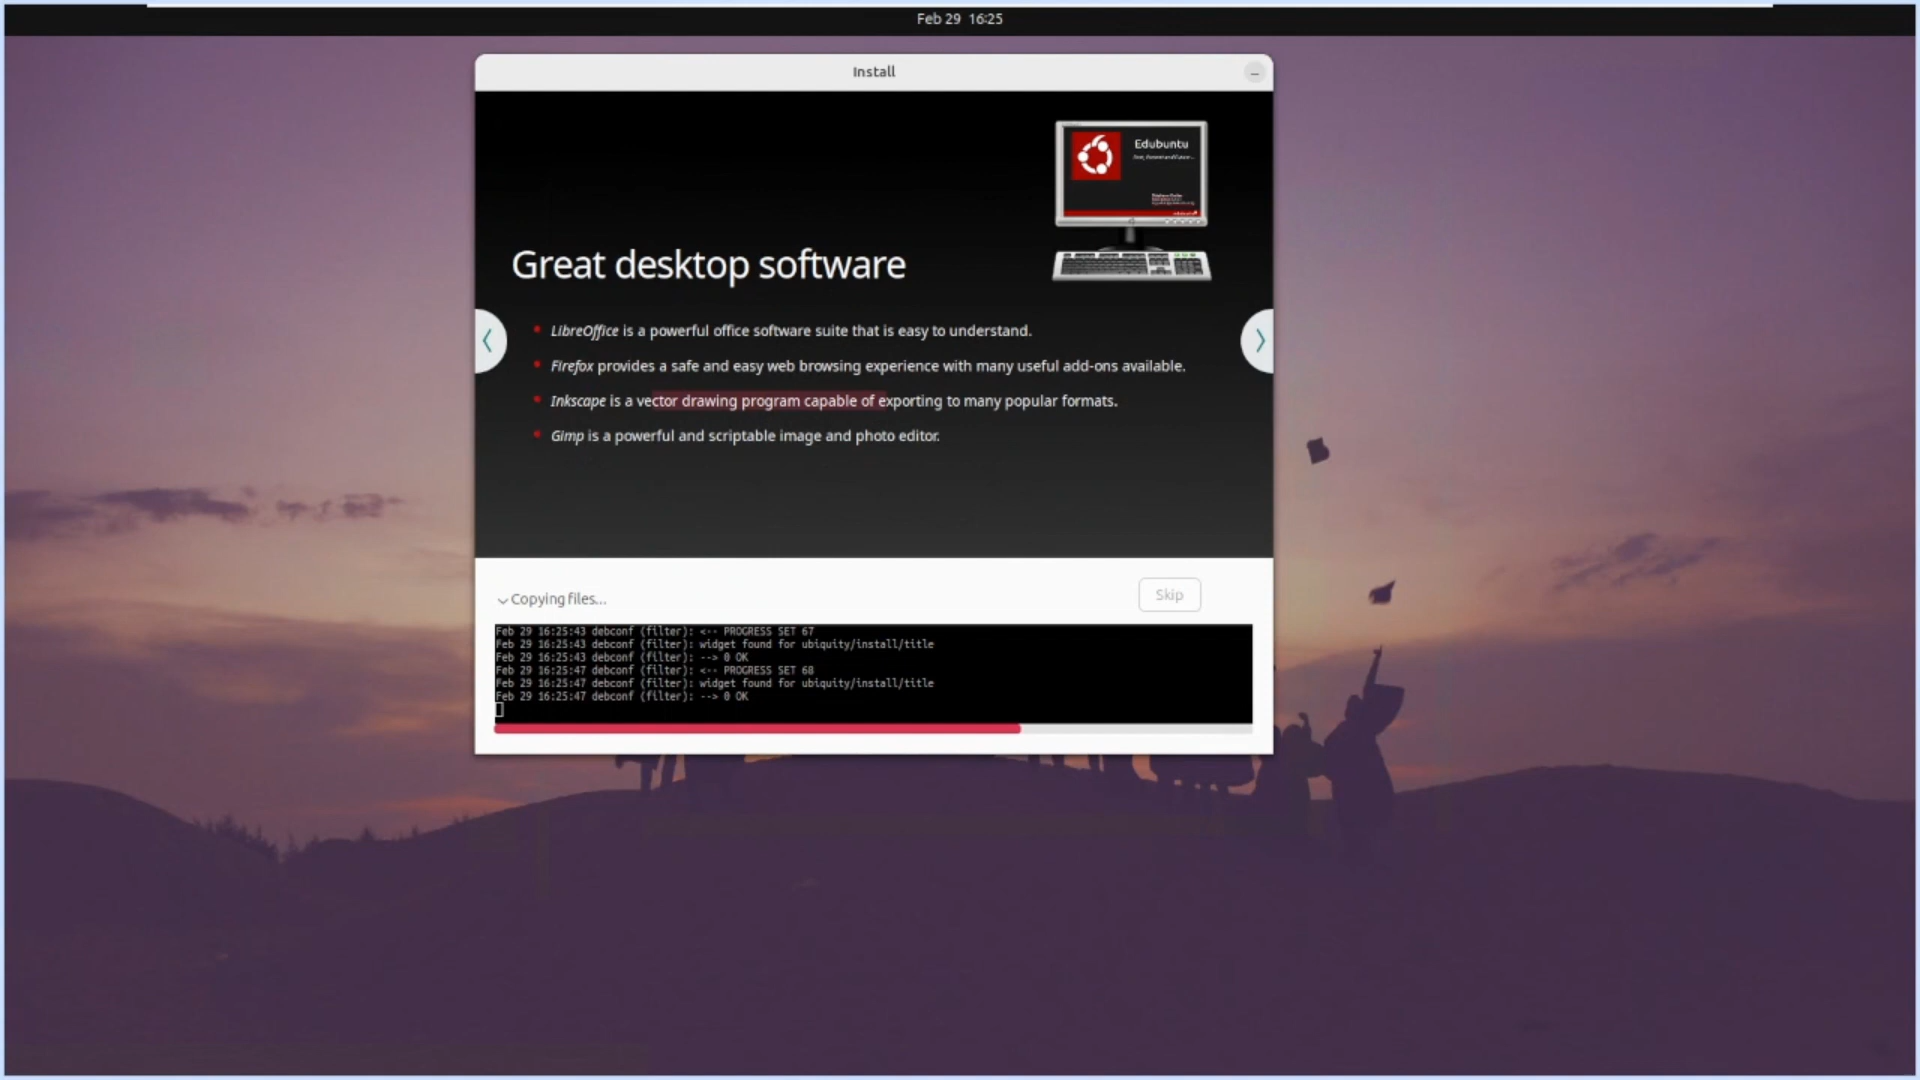 Feb 29 16:25
Install
Edubuntu
Great desktop software
LibreOffice is a powerful office software suite that is easy to understand.
Firefox provides a safe and easy web browsing experience with many useful add-ons available.
Inkscape is a vector drawing program capable of exporting to many popular formats.
Gimp is a powerful and scriptable image and photo editor.
Copying files...
Skip
Feb 29 16:25:43 debconf (filter): <-- PROGRESS SET 67
Feb 29 16:25:43 debconf (filter): widget found for ubiquity/install/title
Feb 29 16:25:43 debconf (filter): --> 0 OK
Feb 29 16:25:47 debconf (filter): <-- PROGRESS SET 68
Feb 29 16:25:47 debconf (filter): widget found for ubiquity/install/title
Feb 29 16:25:47 debconf (filter): --> 0 OK